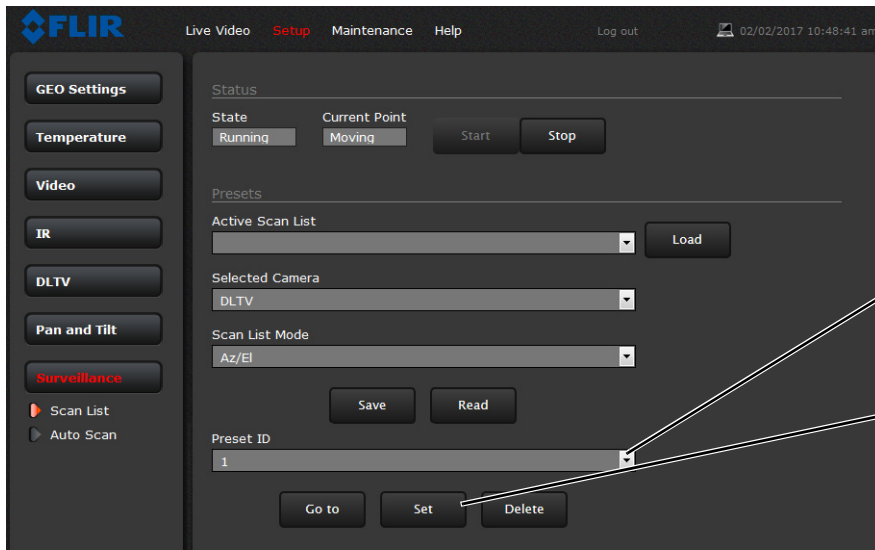 FLIR
Live Video Setup Maintenance Help Log out 02/02/2017 10:48:41 am
GEO Settings
Temperature
Video
IR
DLTV
Pan and Tilt
Surveillance
Scan List
Auto Scan
Status
State Current Point
Running Moving Start Stop
Presets
Active Scan List
Load
Selected Camera
DLTV
Scan List Mode
Az/El
Save Read
Preset ID
1
Go to Set Delete